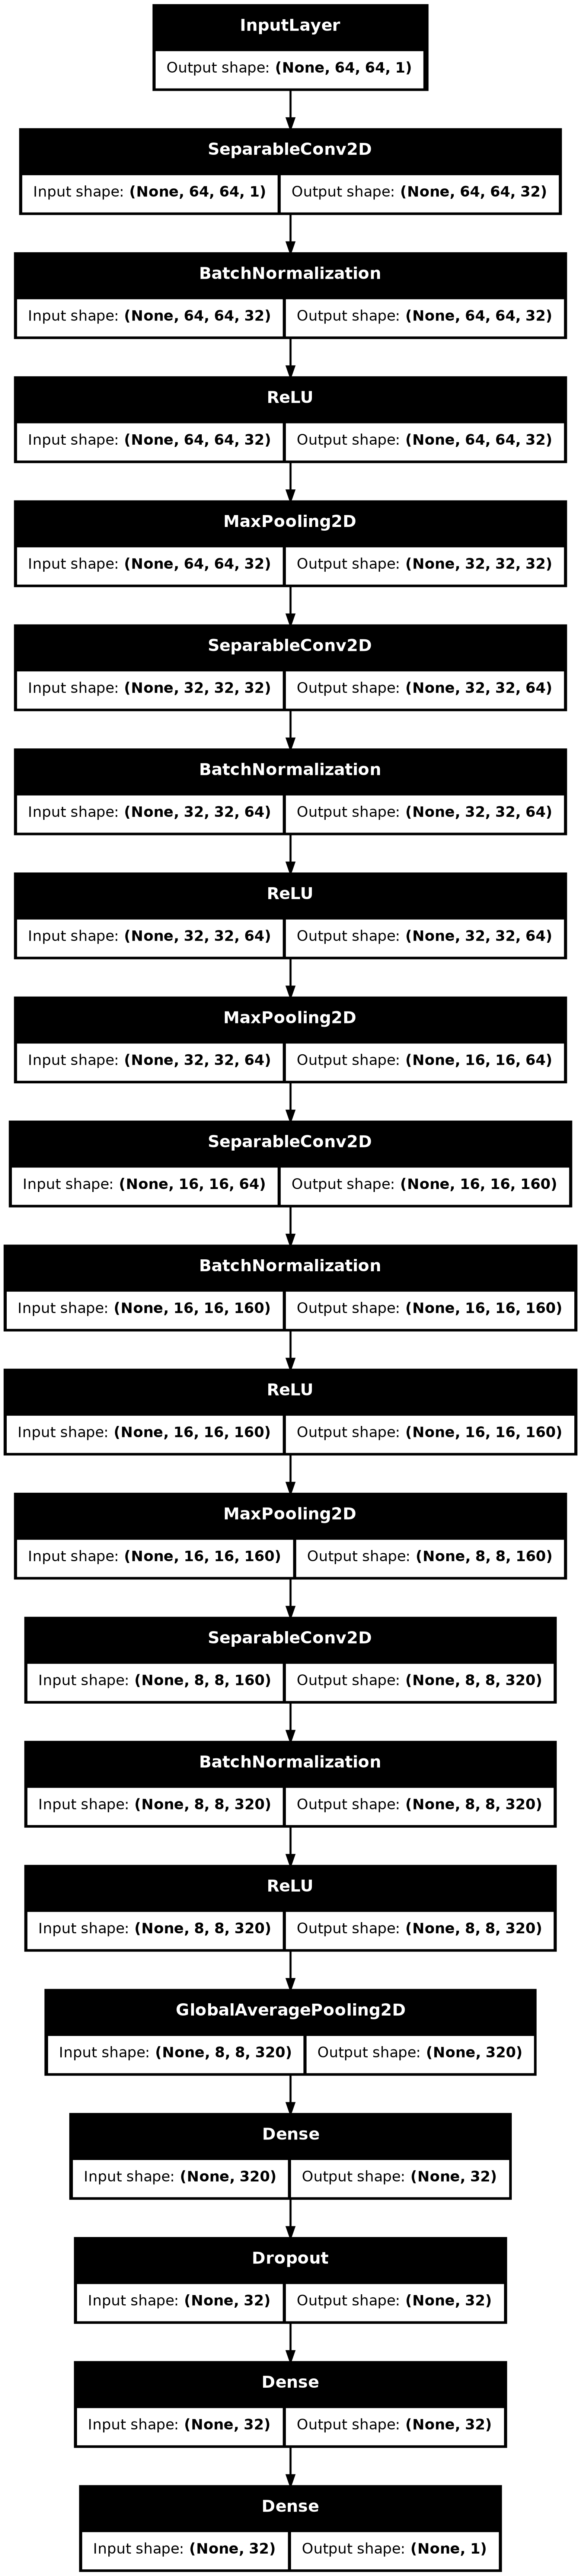 InputLayer
Output shape: (None, 64, 64, 1)
SeparableConv2D
Input shape: (None, 64, 64, 1) Output shape: (None, 64, 64, 32)
BatchNormalization
Input shape: (None, 64, 64, 32) Output shape: (None, 64, 64, 32)
ReLU
Input shape: (None, 64, 64, 32) Output shape: (None, 64, 64, 32)
MaxPooling2D
Input shape: (None, 64, 64, 32) Output shape: (None, 32, 32, 32)
SeparableConv2D
Input shape: (None, 32, 32, 32) Output shape: (None, 32, 32, 64)
BatchNormalization
Input shape: (None, 32, 32, 64) Output shape: (None, 32, 32, 64)
ReLU
Input shape: (None, 32, 32, 64) Output shape: (None, 32, 32, 64)
MaxPooling2D
Input shape: (None, 32, 32, 64) Output shape: (None, 16, 16, 64)
SeparableConv2D
Input shape: (None, 16, 16, 64) Output shape: (None, 16, 16, 160)
BatchNormalization
Input shape: (None, 16, 16, 160) Output shape: (None, 16, 16, 160)
ReLU
Input shape: (None, 16, 16, 160) Output shape: (None, 16, 16, 160)
MaxPooling2D
Input shape: (None, 16, 16, 160) Output shape: (None, 8, 8, 160)
SeparableConv2D
Input shape: (None, 8, 8, 160) Output shape: (None, 8, 8, 320)
BatchNormalization
Input shape: (None, 8, 8, 320) Output shape: (None, 8, 8, 320)
ReLU
Input shape: (None, 8, 8, 320) Output shape: (None, 8, 8, 320)
GlobalAveragePooling2D
Input shape: (None, 8, 8, 320) Output shape: (None, 320)
Dense
Input shape: (None, 320) Output shape: (None, 32)
Dropout
Input shape: (None, 32) Output shape: (None, 32)
Dense
Input shape: (None, 32) Output shape: (None, 32)
Dense
Input shape: (None, 32) Output shape: (None, 1)